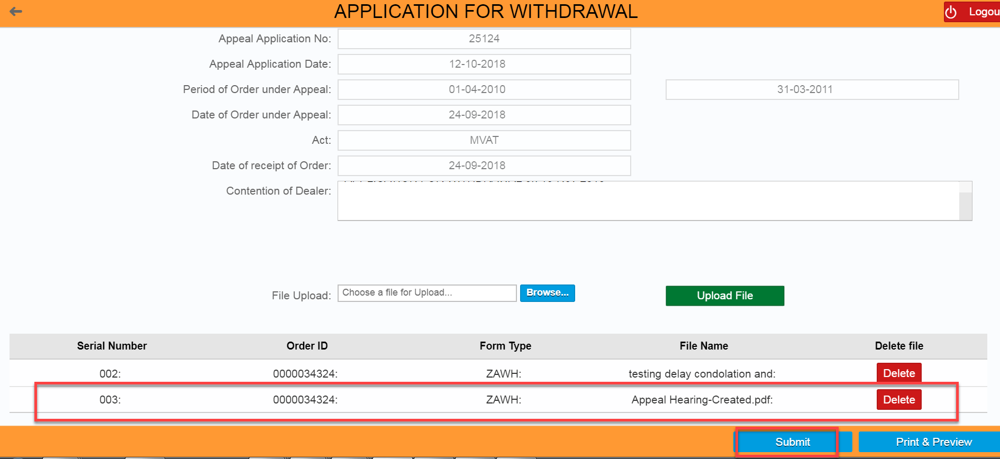 APPLICATION FOR WITHDRAWAL
Logou
Appeal Application No: 25124
Appeal Application Date: 12-10-2018
Period of Order under Appeal: 01-04-2010 31-03-2011
Date of Order under Appeal: 24-09-2018
Act: MVAT
Date of receipt of Order: 24-09-2018
Contention of Dealer:
File Upload: Choose a file for Upload... Browse... Upload File
Serial Number Order ID Form Type File Name Delete file
002: 0000034324: ZAWH: testing delay condolation and: Delete
003: 0000034324: ZAWH: Appeal Hearing-Created.pdf: Delete
Submit Print & Preview